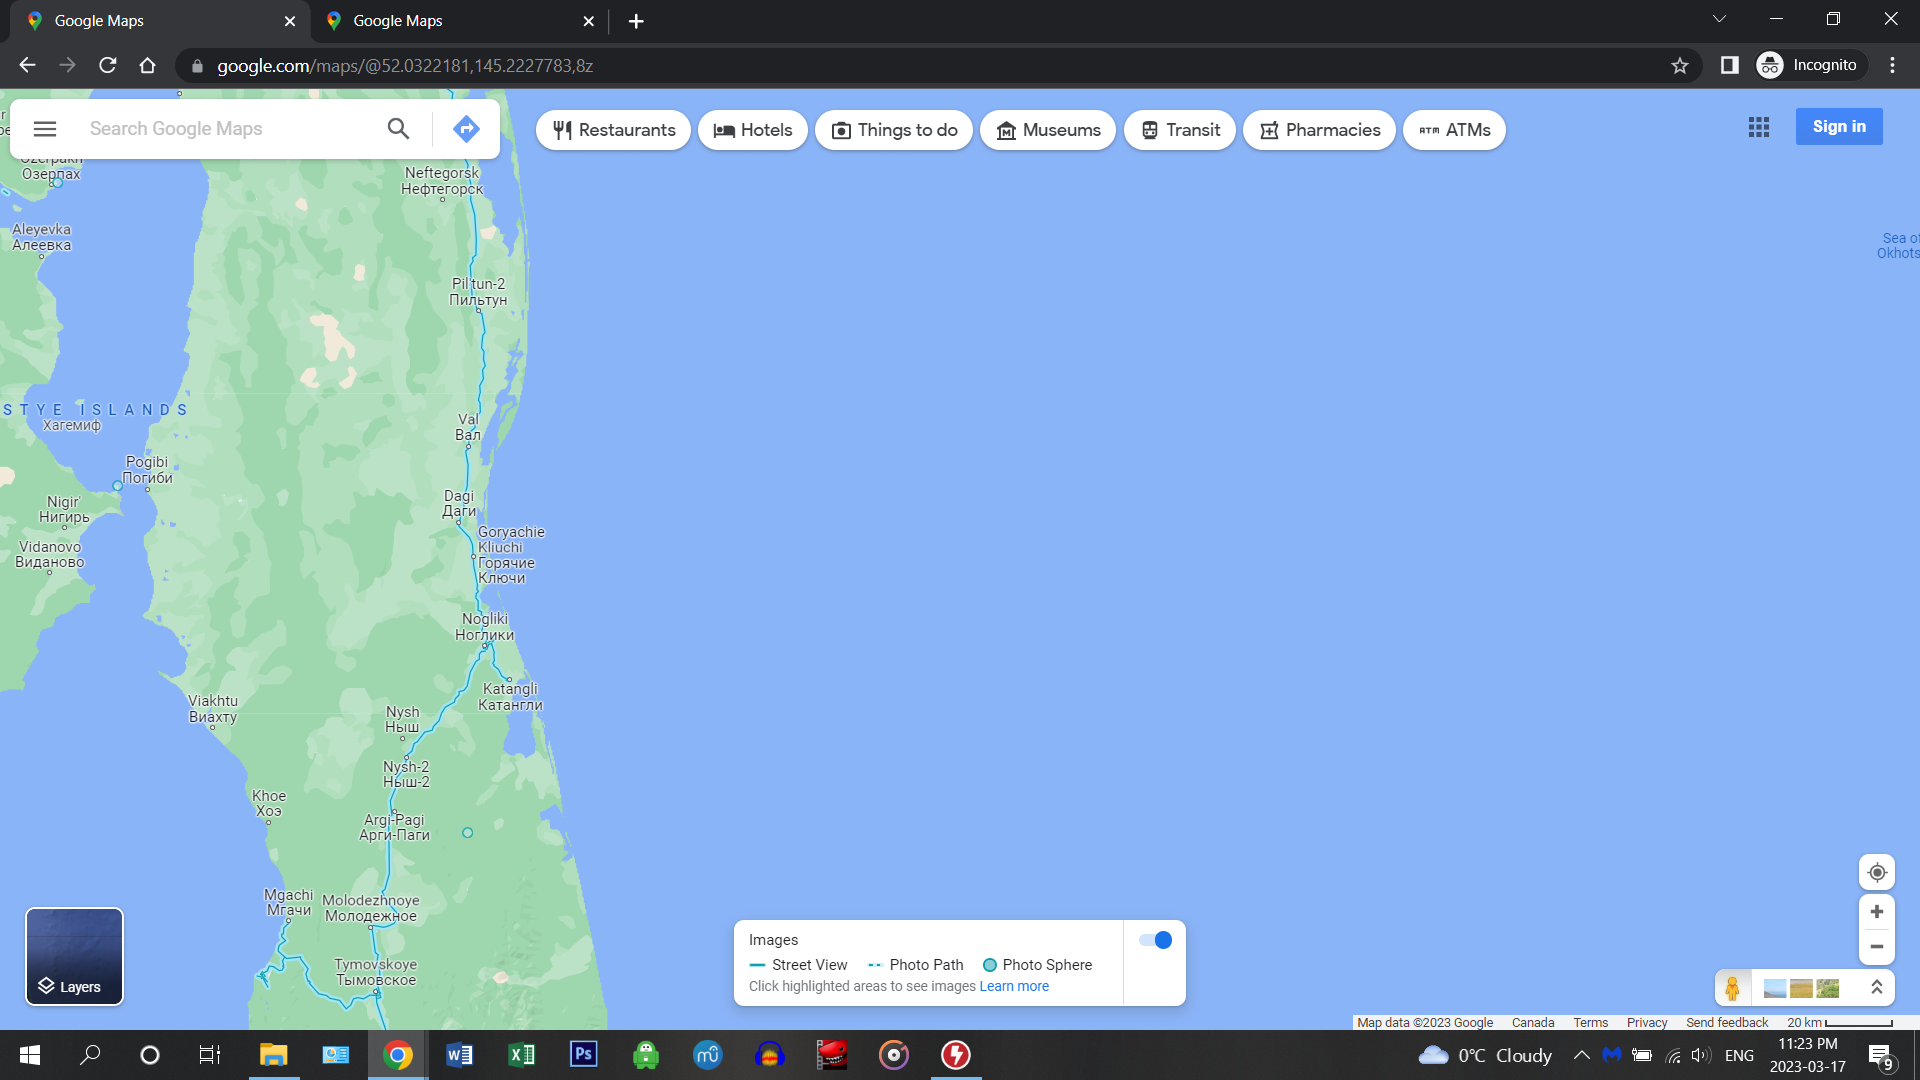 Google Maps
Google Maps
google.com/maps/@52.0322181,145.2227783,8z
Incognito
Search Google Maps
Restaurants
Hotels
Things to do
Museums
Transit
Pharmacies
ATM ATMs
Sign in
Озерпах
Neftegorsk
Нефтегорск
Aleyevka
Алеевка
Sea of
Okhots
Pil'tun-2
Пильтун
STYE ISLANDS
Хагемиф
Val
Вал
Pogibi
Погиби
Nigir'
Нигирь
Dagi
Даги
Vidanovo
Виданово
Goryachie
Kliuchi
Горячие
Ключи
Nogliki
Ноглики
Katangli
Катангли
Viakhtu
Виахту
Nysh
Ныш
Nysh-2
Ныш-2
Khoe
Хоэ
Argi-Pagi
Арги-Паги
Mgachi
Мгачи
Molodezhnoye
Молодежное
Tymovskoye
Тымовское
Layers
Images
Street View Photo Path Photo Sphere
Click highlighted areas to see images Learn more
Map data ©2023 Google Canada Terms Privacy Send feedback 20 km
W
X
Ps
mü
0°C Cloudy
ENG
11:23 PM
2023-03-17
9